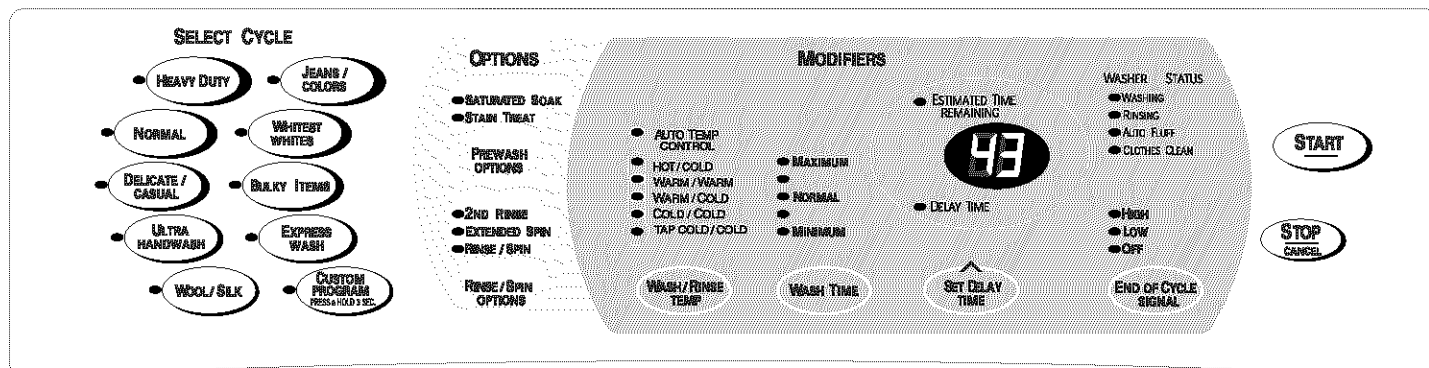 SELECT CYCLE
HEAVY DUTY
JEANS /
COLORS
NORMAL
WHITEST
WHITES
DELICATE /
CASUAL
BULKY ITEMS
ULTRA
HANDWASH
EXPRESS
WASH
WOOL / SILK
CUSTOM
PROGRAM
PRESS & HOLD 3 SEC.
OPTIONS
SATURATED SOAK
STAIN TREAT
PREWASH
OPTIONS
2ND RINSE
EXTENDED SPIN
RINSE / SPIN
RINSE / SPIN
OPTIONS
MODIFIERS
AUTO TEMP
CONTROL
HOT / COLD
WARM / WARM
WARM / COLD
COLD / COLD
TAP COLD / COLD
WASH / RINSE
TEMP
MAXIMUM
NORMAL
MINIMUM
WASH TIME
ESTIMATED TIME
REMAINING
43
DELAY TIME
SET DELAY
TIME
WASHER STATUS
WASHING
RINSING
AUTO FLUFF
CLOTHES CLEAN
HIGH
LOW
OFF
END OF CYCLE
SIGNAL
START
STOP
CANCEL